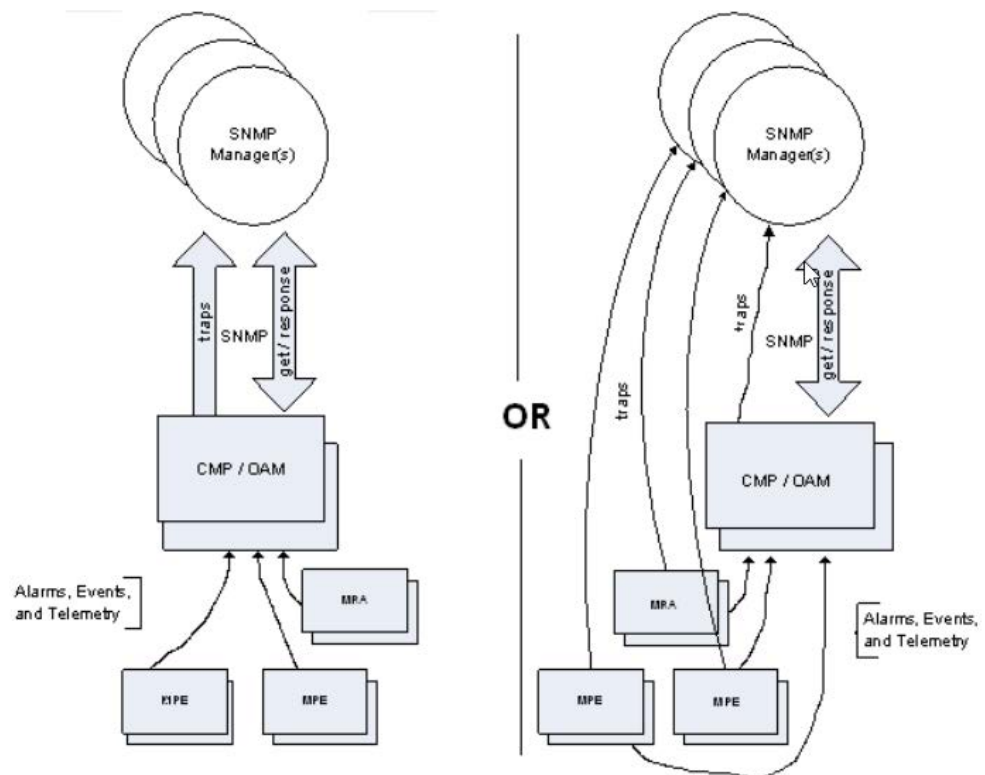 SNMP
Manager(s)
traps
SNMP
get / response
CMP / OAM
Alarms, Events,
and Telemetry
MRA
MPE
MPE
OR
SNMP
Manager(s)
traps
traps
SNMP
get / response
CMP / OAM
MRA
Alarms, Events,
and Telemetry
MPE
MPE